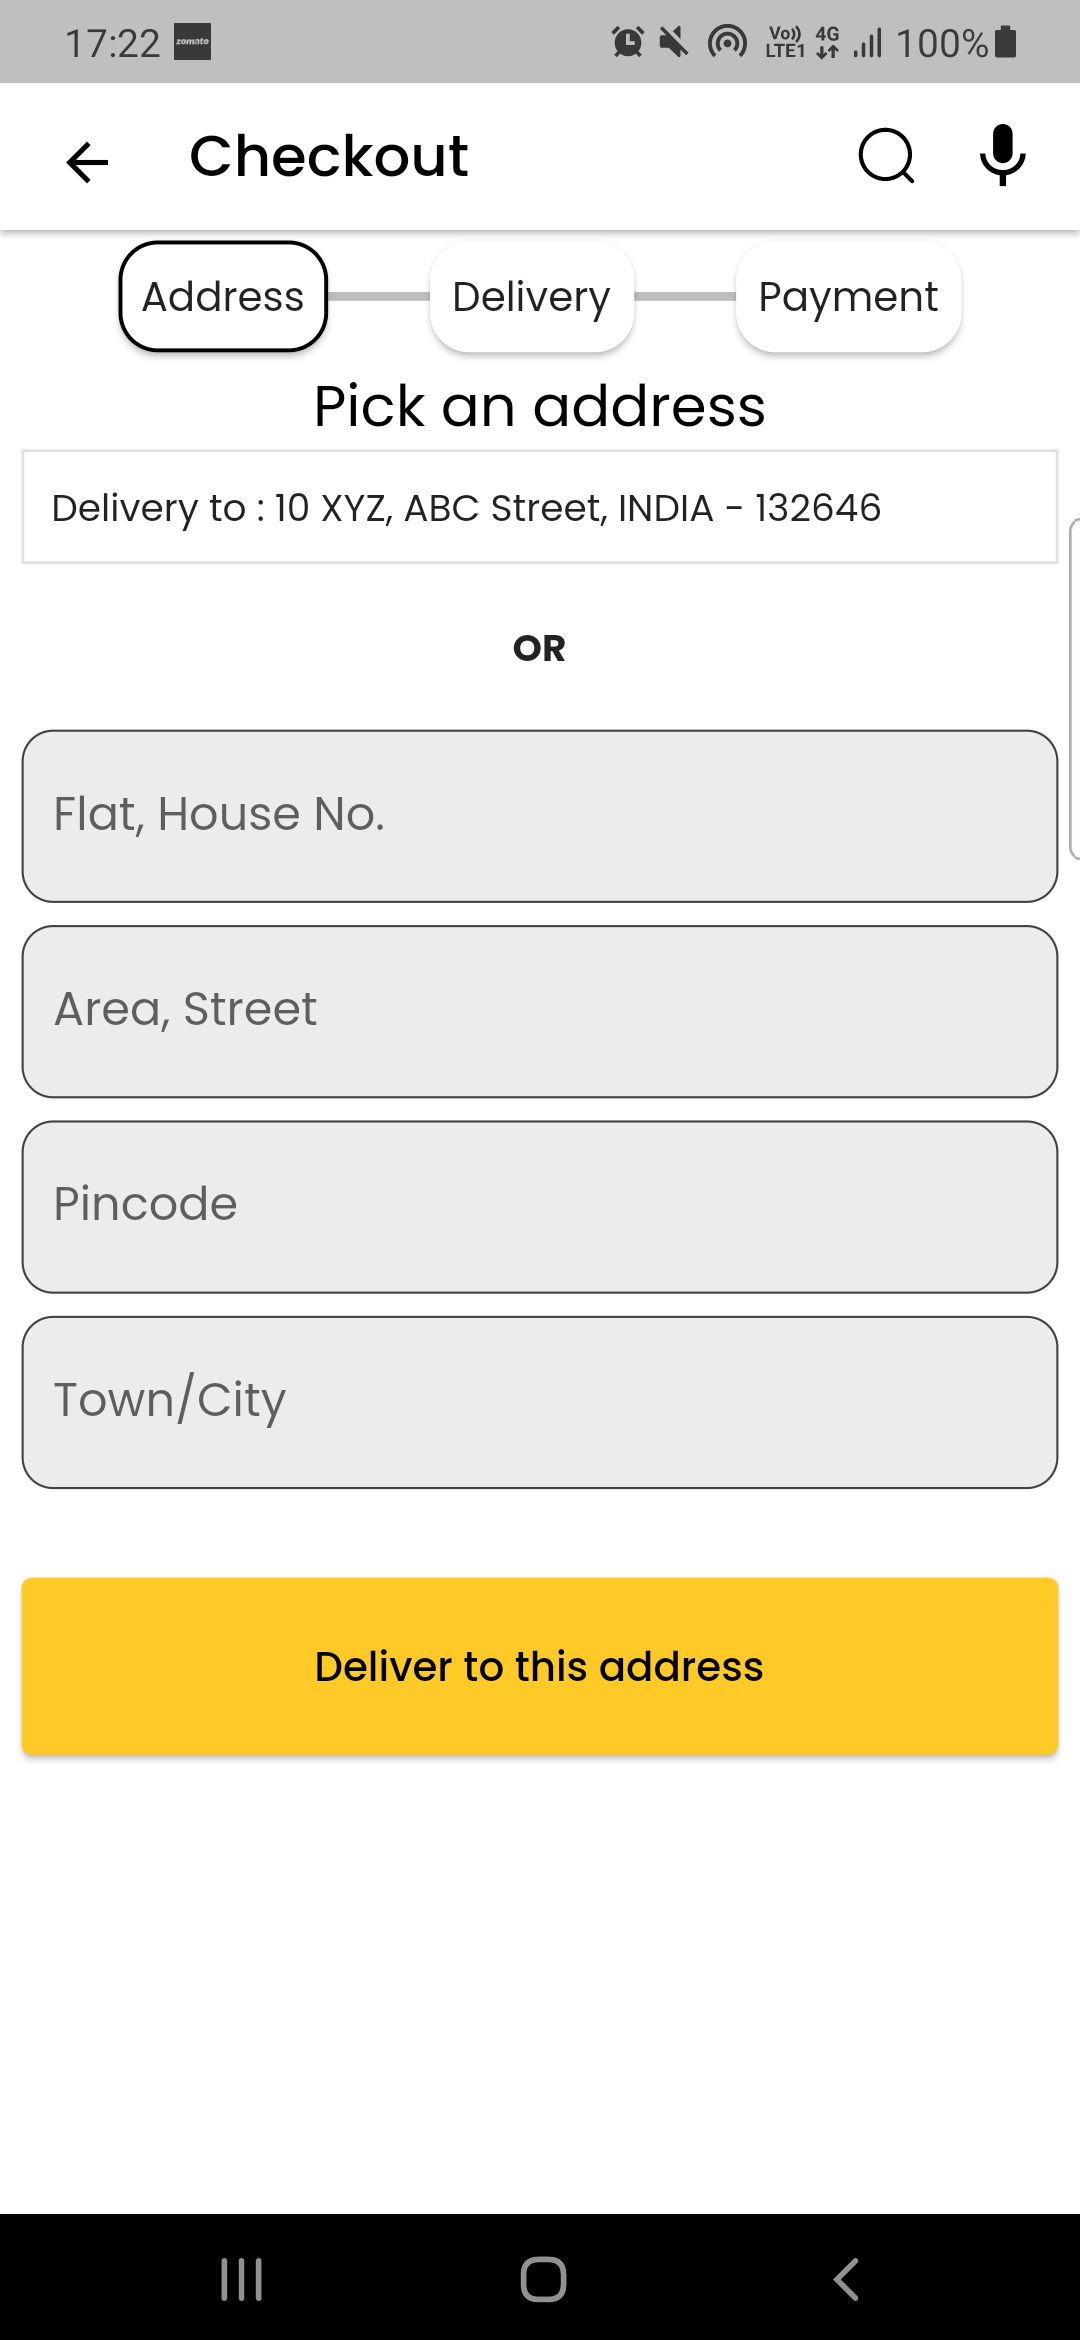 17:22 zomato Vo)) LTE1 4G 100%
Checkout
Address Delivery Payment
Pick an address
Delivery to : 10 XYZ, ABC Street, INDIA - 132646
OR
Flat, House No.
Area, Street
Pincode
Town/City
Deliver to this address